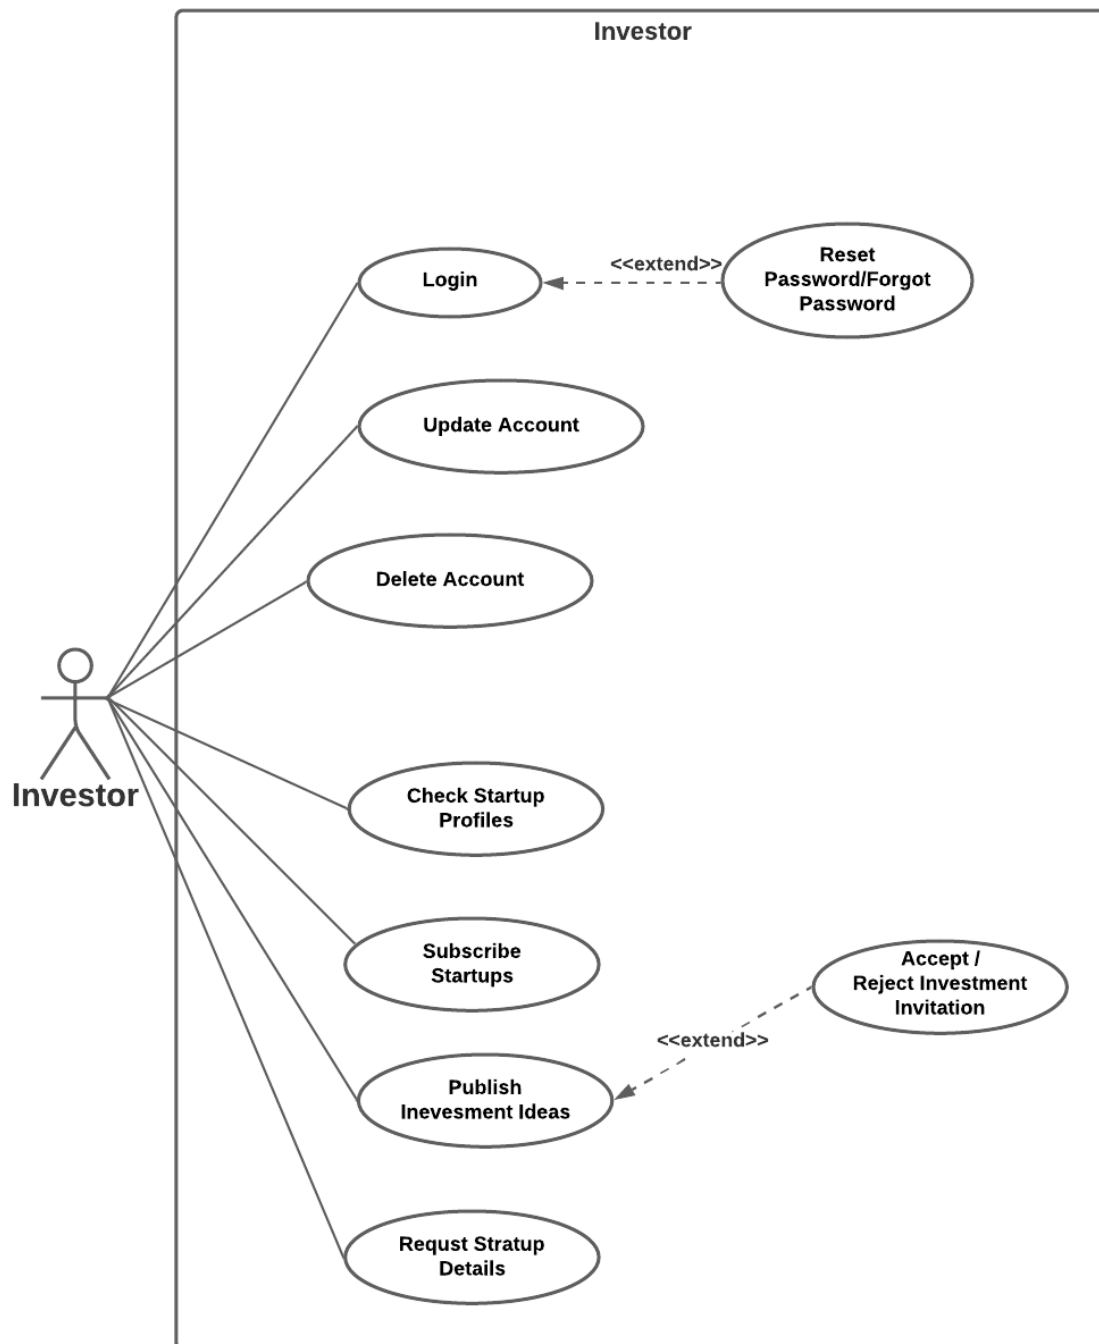 Investor
Login
<<extend>>
Reset
Password/Forgot
Password
Update Account
Delete Account
Investor
Check Startup
Profiles
Subscribe
Startups
Accept /
Reject Investment
Invitation
<<extend>>
Publish
Inevesment Ideas
Requst Stratup
Details